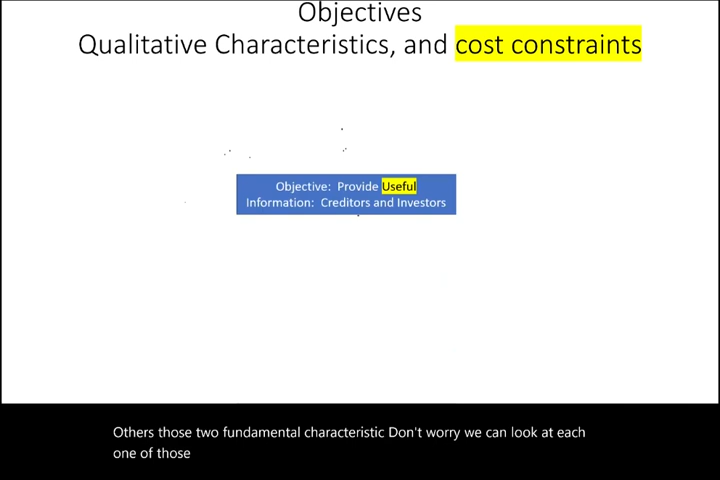 Objectives
Qualitative Characteristics, and cost constraints
Objective: Provide Useful
Information: Creditors and Investors
Others those two fundamental characteristic Don't worry we can look at each
one of those